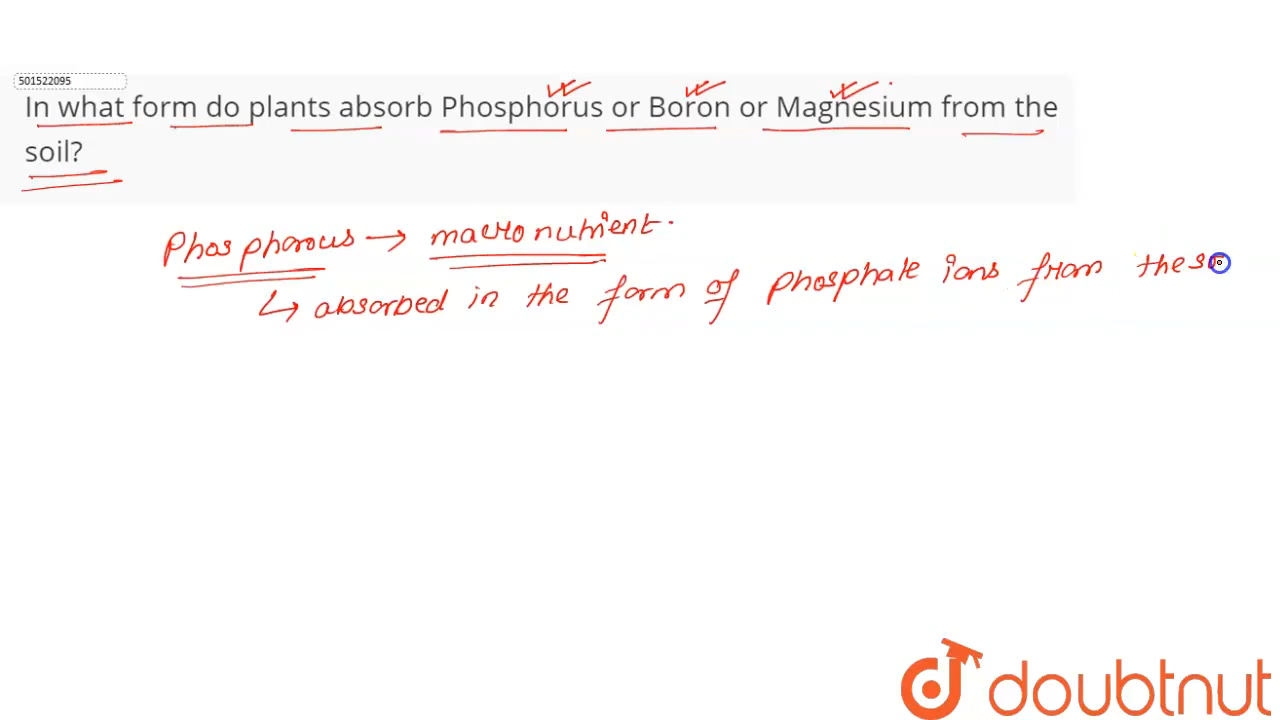 501522095
In what form do plants absorb Phosphorus or Boron or Magnesium from the
soil?
Phosphorous → macronutrient.
↳ absorbed in the form of phosphate ions from the so
doubtnut